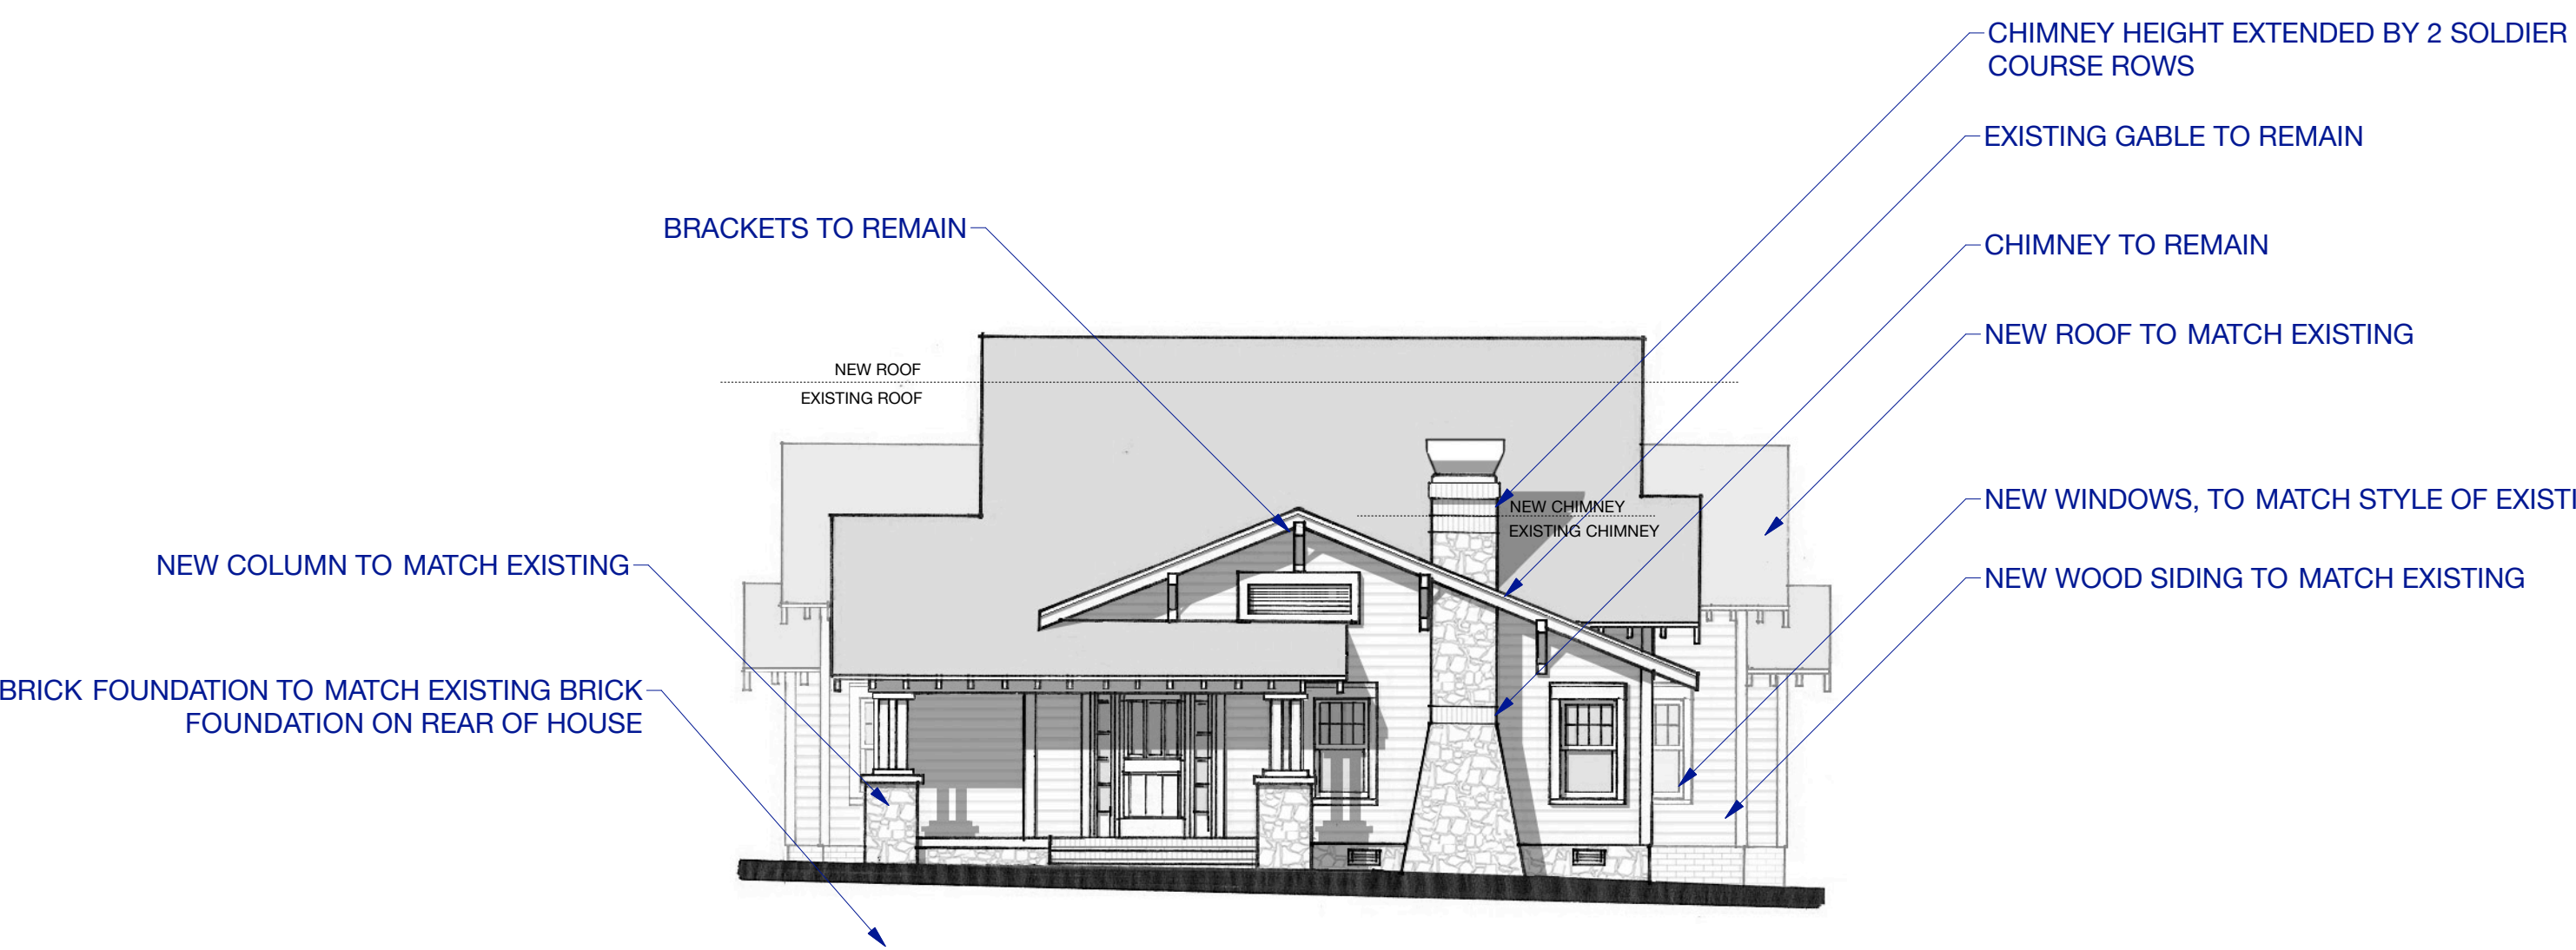 CHIMNEY HEIGHT EXTENDED BY 2 SOLDIER
COURSE ROWS
EXISTING GABLE TO REMAIN
BRACKETS TO REMAIN
CHIMNEY TO REMAIN
NEW ROOF TO MATCH EXISTING
NEW ROOF
EXISTING ROOF
NEW WINDOWS, TO MATCH STYLE OF
NEW CHIMNEY
EXISTING CHIMNEY
NEW COLUMN TO MATCH EXISTING
NEW WOOD SIDING TO MATCH EXISTING
BRICK FOUNDATION TO MATCH EXISTING BRICK
FOUNDATION ON REAR OF HOUSE